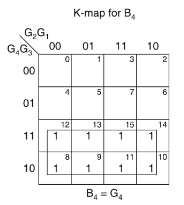 K-map for B₄
G₂G₁
G₄G₃ 00 01 11 10
00 0 1 3 2
01 4 5 7 6
12 13 15 14
11 1 1 1 1
8 9 11 10
10 1 1 1 1
B₄ = G₄